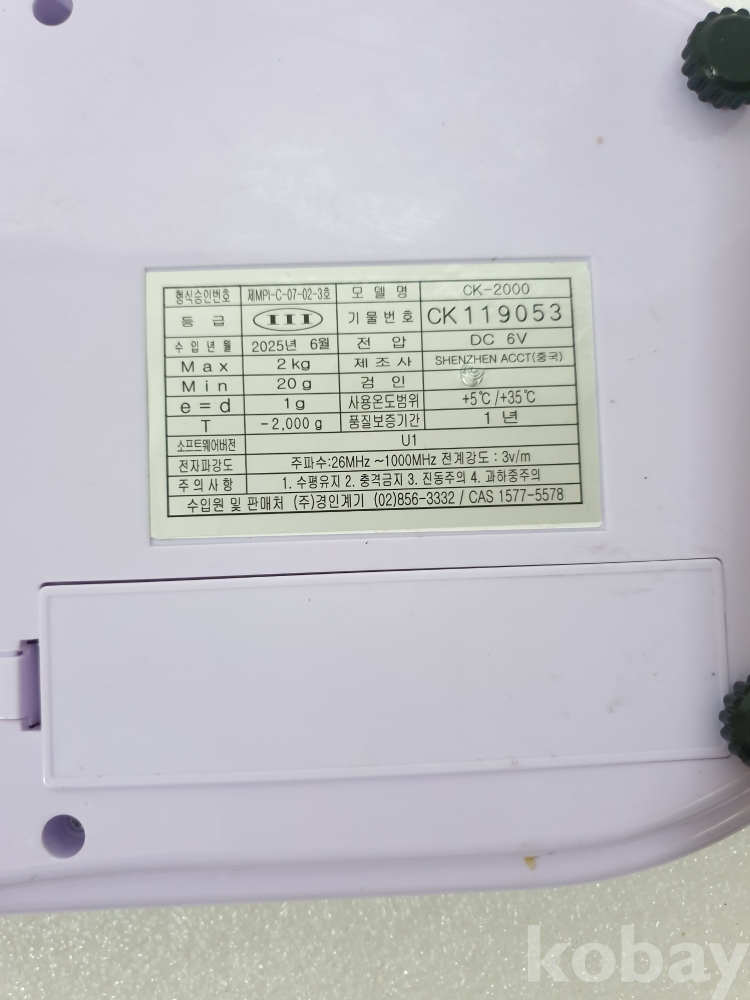 형식승인번호 제MPI-C-07-02-3호 모델명 CK-2000
등급 III 기물번호 CK119053
수입년월 2025년 6월 전압 DC 6V
Max 2kg 제조사 SHENZHEN ACCT(중국)
Min 20g 검인
e=d 1g 사용온도범위 +5℃/+35℃
T -2,000g 품질보증기간 1년
소프트웨어버전 U1
전자파강도 주파수:26MHz ~1000MHz 전계강도 : 3v/m
주의사항 1. 수평유지 2. 충격금지 3. 진동주의 4. 과하중주의
수입원 및 판매처 (주)경인계기 (02)856-3332 / CAS 1577-5578
kobay